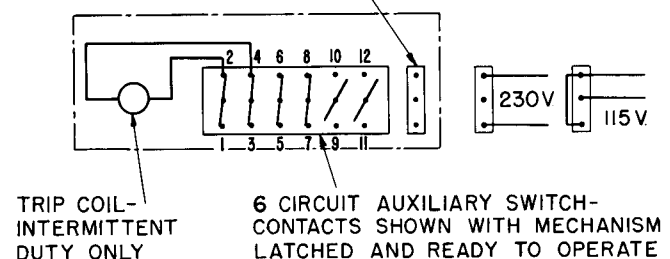 2 4 6 8 10 12
230V
115V.
1 3 5 7 9 11
TRIP COIL-
INTERMITTENT
DUTY ONLY
6 CIRCUIT AUXILIARY SWITCH-
CONTACTS SHOWN WITH MECHANISM
LATCHED AND READY TO OPERATE